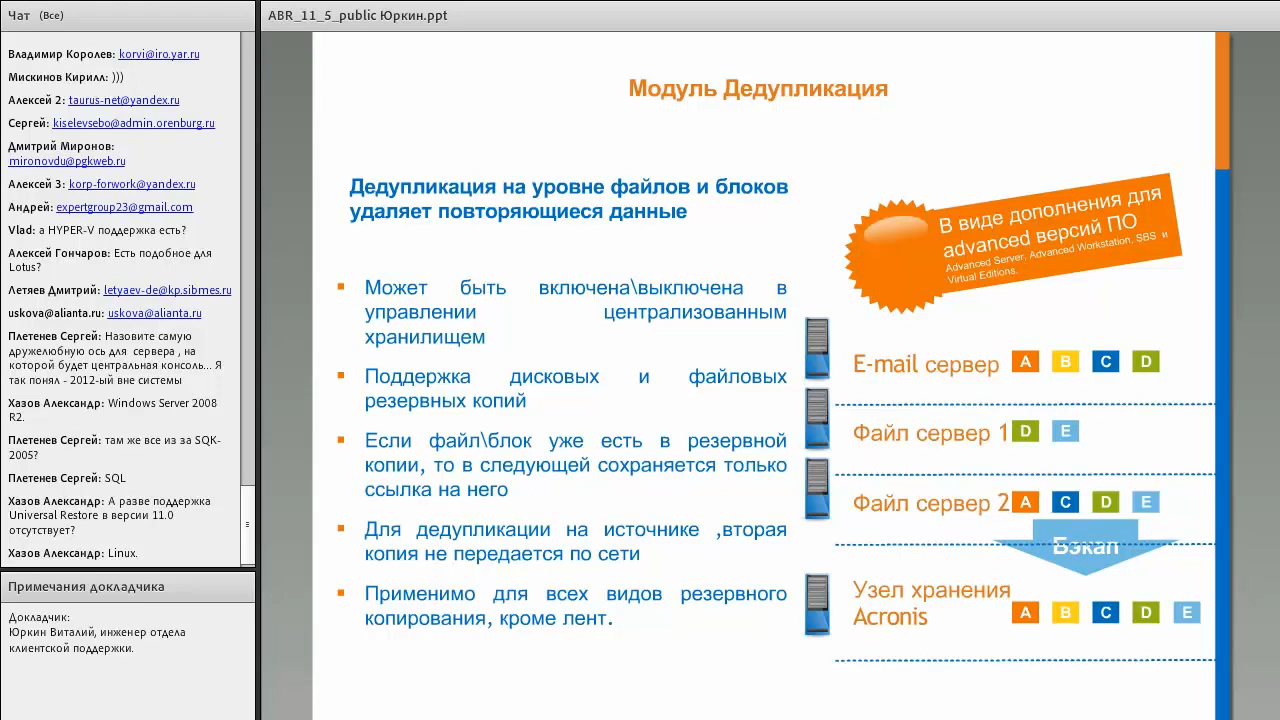 Чат (Все)
Владимир Королев: korvi@iro.yar.ru
Мискинов Кирилл: )))
Алексей 2: taurus-net@yandex.ru
Сергей: kiselevsebo@admin.orenburg.ru
Дмитрий Миронов:
mironovdu@pgkweb.ru
Алексей 3: korp-forwork@yandex.ru
Андрей: expertgroup23@gmail.com
Vlad: а HYPER-V поддержка есть?
Алексей Гончаров: Есть подобное для
Lotus?
Летяев Дмитрий: letyaev-de@kp.sibmes.ru
uskova@alianta.ru: uskova@alianta.ru
Плетенев Сергей: назовите самую
дружелюбную ось для сервера , на
которой будет центральная консоль... Я
так понял - 2012-ый вне системы
Хазов Александр: Windows Server 2008
R2.
Плетенев Сергей: там же все из за SQK-
2005?
Плетенев Сергей: SQL
Хазов Александр: А разве поддержка
Universal Restore в версии 11.0
отсутствует?
Хазов Александр: Linux.
Примечания докладчика
Докладчик:
Юркин Виталий, инженер отдела
клиентской поддержки.
ABR_11_5_public Юркин.ppt
Модуль Дедупликация
Дедупликация на уровне файлов и блоков
удаляет повторяющиеся данные
Может быть включена\выключена в
управлении централизованным
хранилищем
Поддержка дисковых и файловых
резервных копий
Если файл\блок уже есть в резервной
копии, то в следующей сохраняется только
ссылка на него
Для дедупликации на источнике ,вторая
копия не передается по сети
Применимо для всех видов резервного
копирования, кроме лент.
В виде дополнения для
advanced версий ПО
Advanced Server, Advanced Workstation, SBS и
Virtual Editions.
E-mail сервер A B C D
Файл сервер 1 D E
Файл сервер 2 A C D E
Бэкап
Узел хранения
Acronis A B C D E